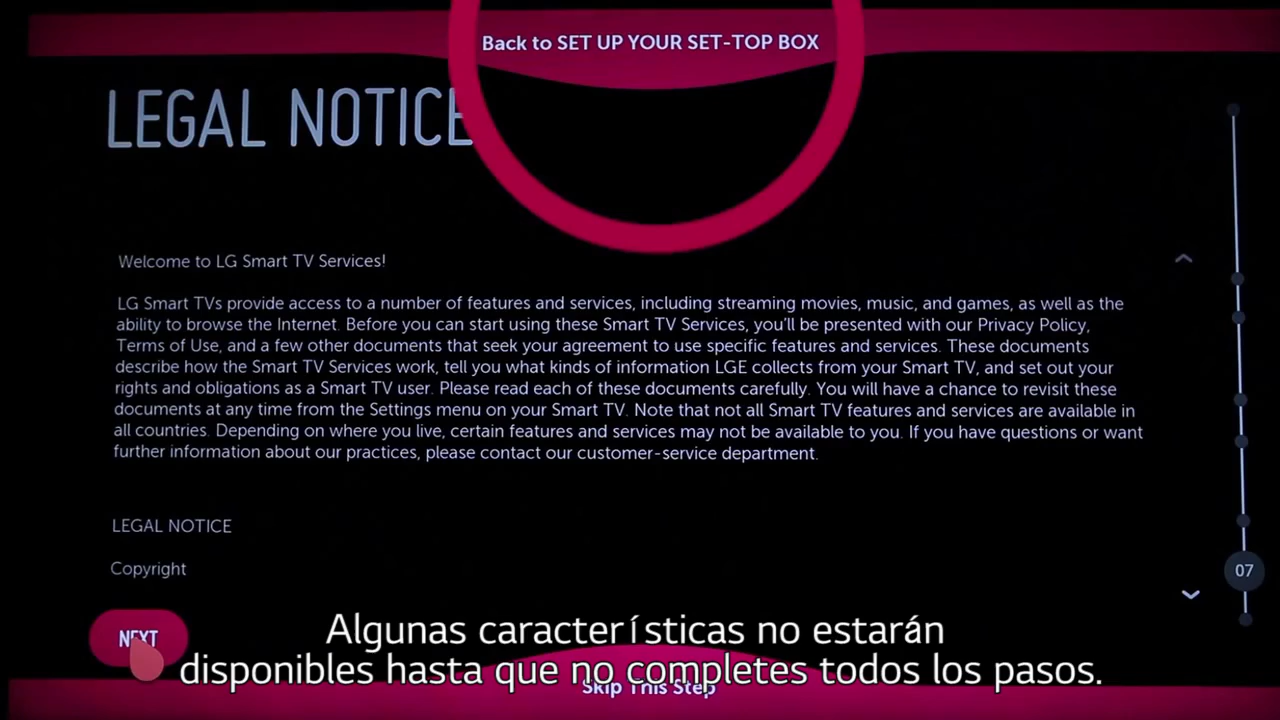 Back to SET UP YOUR SET-TOP BOX
LEGAL NOTICE
Welcome to LG Smart TV Services!
LG Smart TVs provide access to a number of features and services, including streaming movies, music, and games, as well as the
ability to browse the Internet. Before you can start using these Smart TV Services, you'll be presented with our Privacy Policy,
Terms of Use, and a few other documents that seek your agreement to use specific features and services. These documents
describe how the Smart TV Services work, tell you what kinds of information LGE collects from your Smart TV, and set out your
rights and obligations as a Smart TV user. Please read each of these documents carefully. You will have a chance to revisit these
documents at any time from the Settings menu on your Smart TV. Note that not all Smart TV features and services are available in
all countries. Depending on where you live, certain features and services may not be available to you. If you have questions or want
further information about our practices, please contact our customer-service department.
LEGAL NOTICE
Copyright
07
NEXT
Algunas características no estarán
disponibles hasta que no completes todos los pasos.
Skip This Step